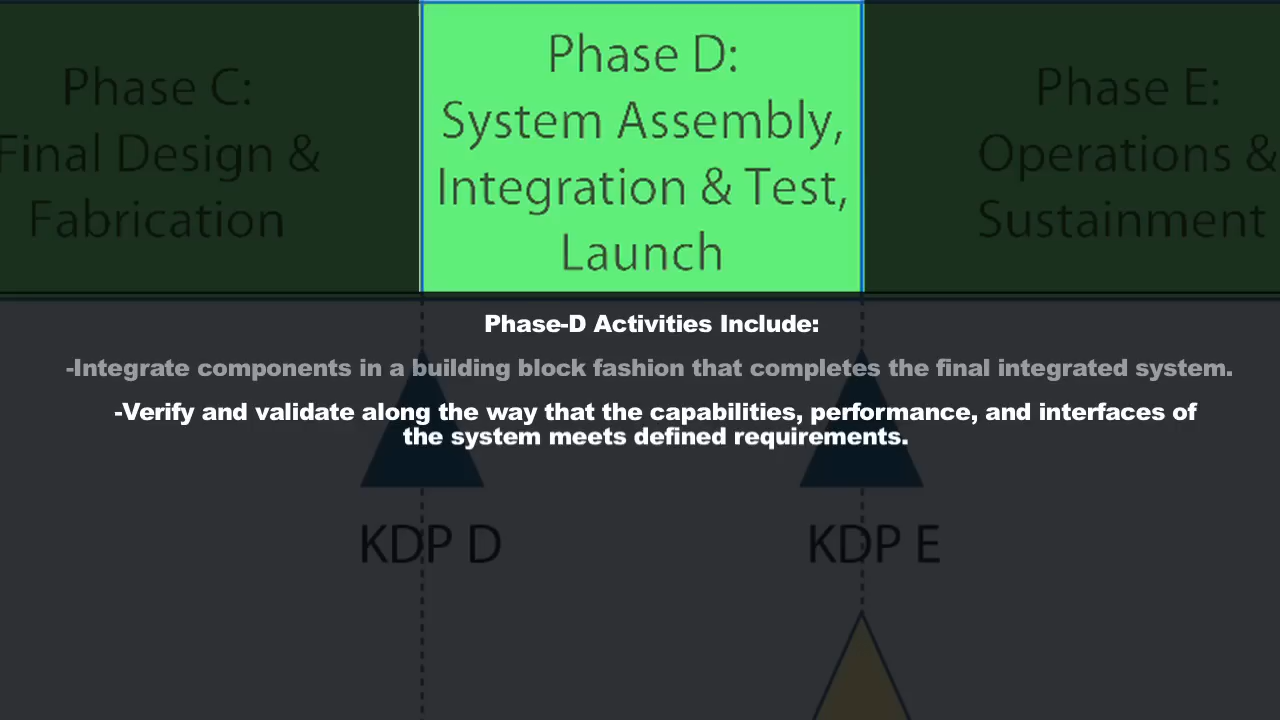 Phase C:
Final Design &
Fabrication
Phase D:
System Assembly,
Integration & Test,
Launch
Phase E:
Operations &
Sustainment
Phase-D Activities Include:
-Integrate components in a building block fashion that completes the final integrated system.
-Verify and validate along the way that the capabilities, performance, and interfaces of
the system meets defined requirements.
KDP D
KDP E